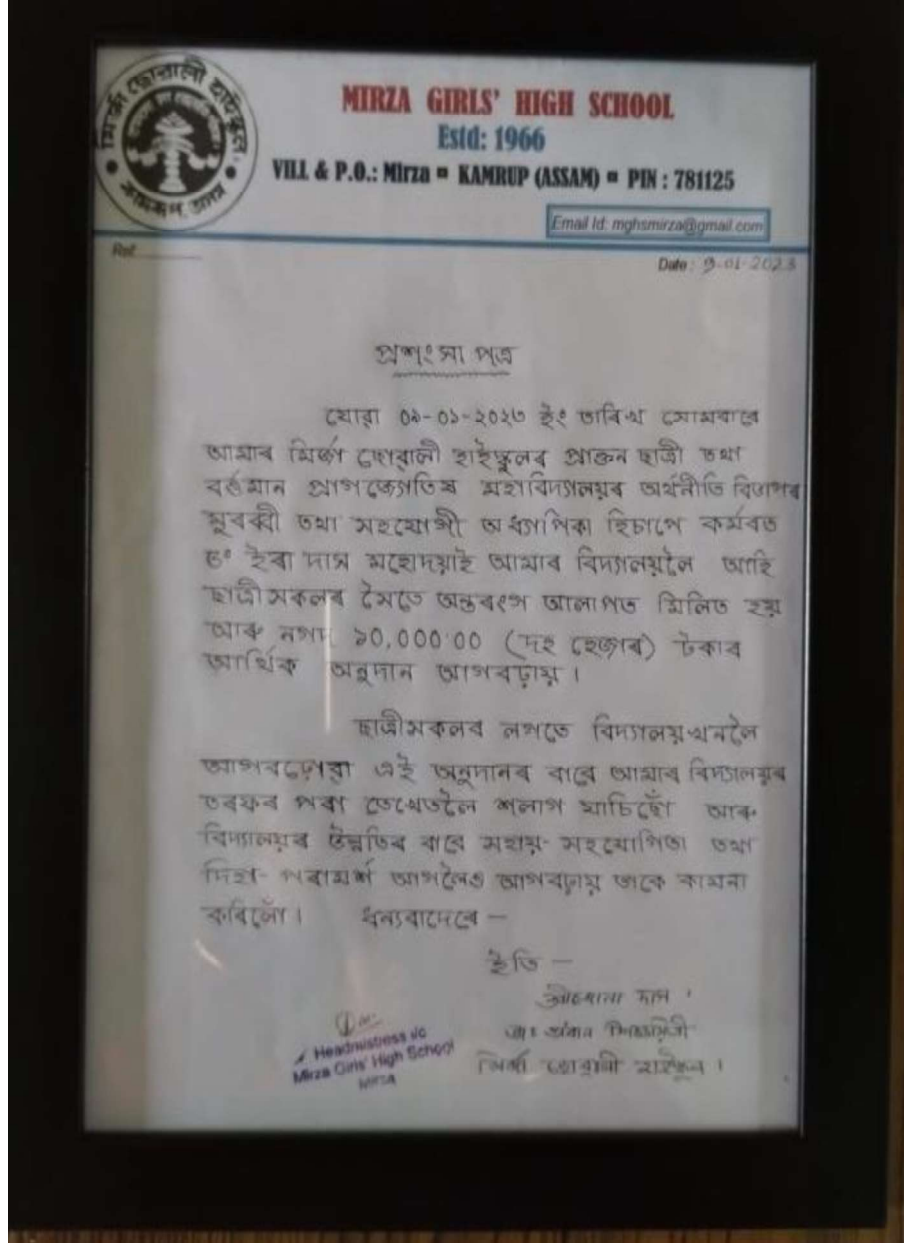 মিৰ্জা ছোৱালী হাইস্কুল
কামৰূপ, অসম
MIRZA GIRLS' HIGH SCHOOL
Estd: 1966
VILL & P.O.: Mirza ▪ KAMRUP (ASSAM) ▪ PIN : 781125
Email Id: mghsmirza@gmail.com
Ref...............
Date : 9-01-2023
প্ৰশংসা পত্ৰ
যোৱা ০৯-০১-২০২৩ ইং তাৰিখ সোমবাৰে
আমাৰ মিৰ্জা ছোৱালী হাইস্কুলৰ প্ৰাক্তন ছাত্ৰী তথা
বৰ্তমান প্ৰাগজ্যোতিষ মহাবিদ্যালয়ৰ অৰ্থনীতি বিভাগৰ
মুৰব্বী তথা সহযোগী অধ্যাপিকা হিচাপে কৰ্মৰত
ড° ইৰা দাস মহোদয়াই আমাৰ বিদ্যালয়লৈ আহি
ছাত্ৰীসকলৰ সৈতে অন্তৰংগ আলাপত মিলিত হয়
আৰু নগদ ১০,000·00 (দহ হেজাৰ) টকাৰ
আৰ্থিক অনুদান আগবঢ়ায়।
ছাত্ৰীসকলৰ লগতে বিদ্যালয়খনলৈ
আগবঢ়োৱা এই অনুদানৰ বাবে আমাৰ বিদ্যালয়ৰ
তৰফৰ পৰা তেখেতলৈ শলাগ যাচিছোঁ আৰু
বিদ্যালয়ৰ উন্নতিৰ বাবে সহায়-সহযোগিতা তথা
দিহা-পৰামৰ্শ আগলৈও আগবঢ়ায় তাকে কামনা
কৰিলোঁ। ধন্যবাদেৰে —
ইতি —
দাস।
ভাঃ প্ৰধান শিক্ষয়িত্ৰী
মিৰ্জা ছোৱালী হাইস্কুল।
Headmistress i/c
Mirza Girls' High School
MIRZA